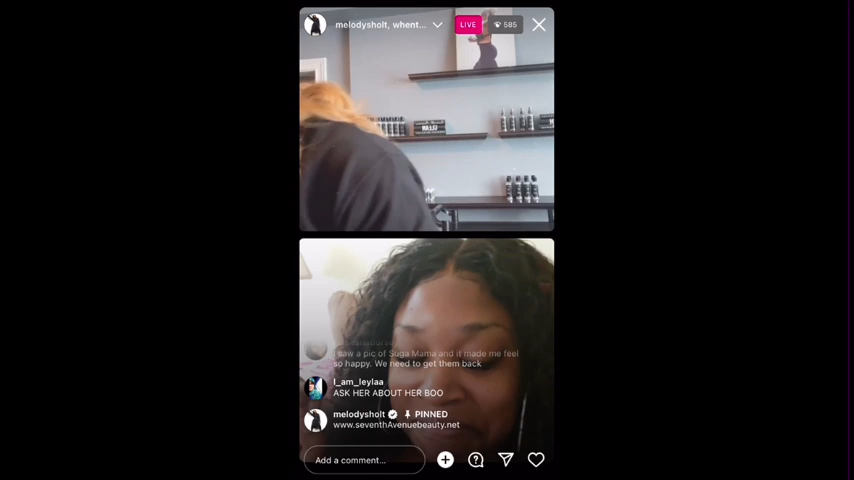 melodysholt, whent...
LIVE
585
I saw a pic of Suga Mama and it made me feel
so happy. We need to get them back
l_am_leylaa
ASK HER ABOUT HER BOO
melodysholt PINNED
www.seventhAvenuebeauty.net
Add a comment...